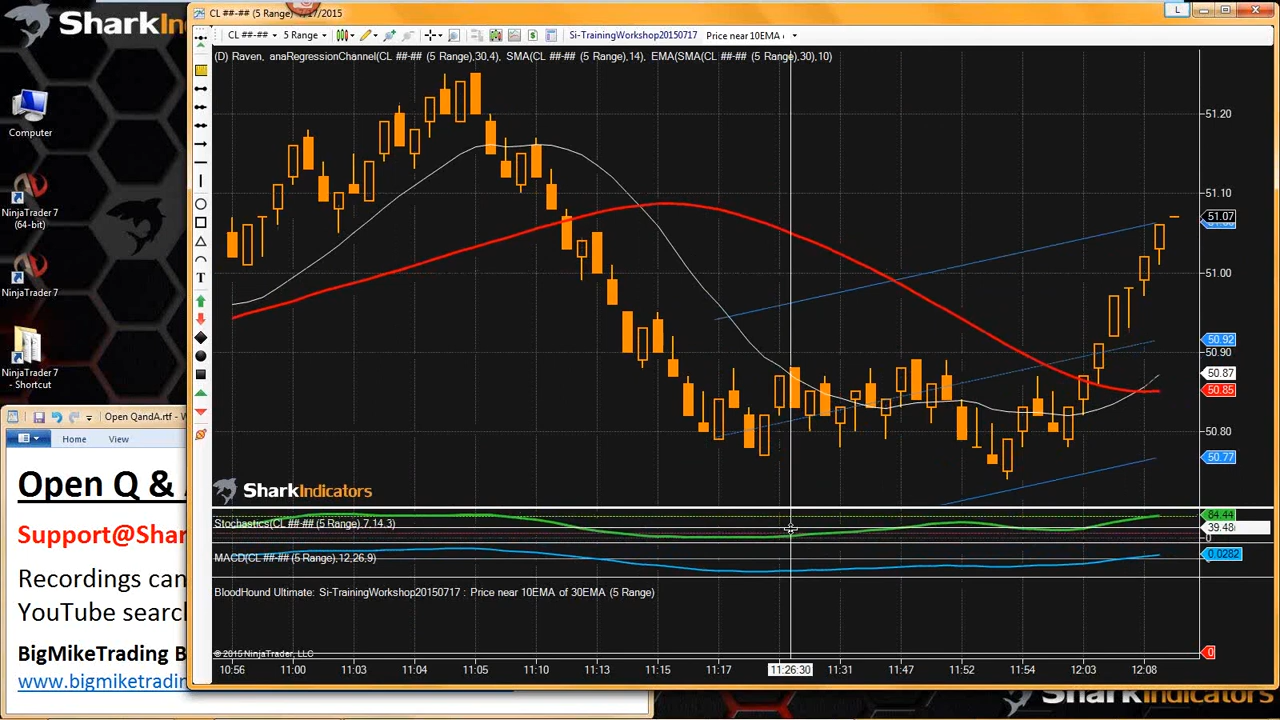 SharkIn
Computer
NinjaTrader 7
(64-bit)
NinjaTrader 7
NinjaTrader 7
- Shortcut
CL ##-## (5 Range) 7/17/2015
L
CL ##-##
5 Range
Si-TrainingWorkshop20150717
Price near 10EMA
(D) Raven, anaRegressionChannel(CL ##-## (5 Range),30,4), SMA(CL ##-## (5 Range),14), EMA(SMA(CL ##-## (5 Range),30),10)
T
51.20
51.10
51.07
51.00
50.92
50.90
50.87
50.85
50.80
50.77
SharkIndicators
Stochastics(CL ##-## (5 Range),7,14,3)
84.44
39.48
0
MACD(CL ##-## (5 Range),12,26,9)
0.0282
BloodHound Ultimate: Si-TrainingWorkshop20150717 : Price near 10EMA of 30EMA (5 Range)
© 2015 NinjaTrader, LLC
0
10:56 11:00 11:03 11:04 11:05 11:10 11:13 11:15 11:17 11:26:30 11:31 11:47 11:52 11:54 12:03 12:08
Open QandA.rtf - W
Home View
Open Q &
Support@Shar
Recordings can
YouTube searc
BigMikeTrading B
www.bigmiketradin
SharkIndicators